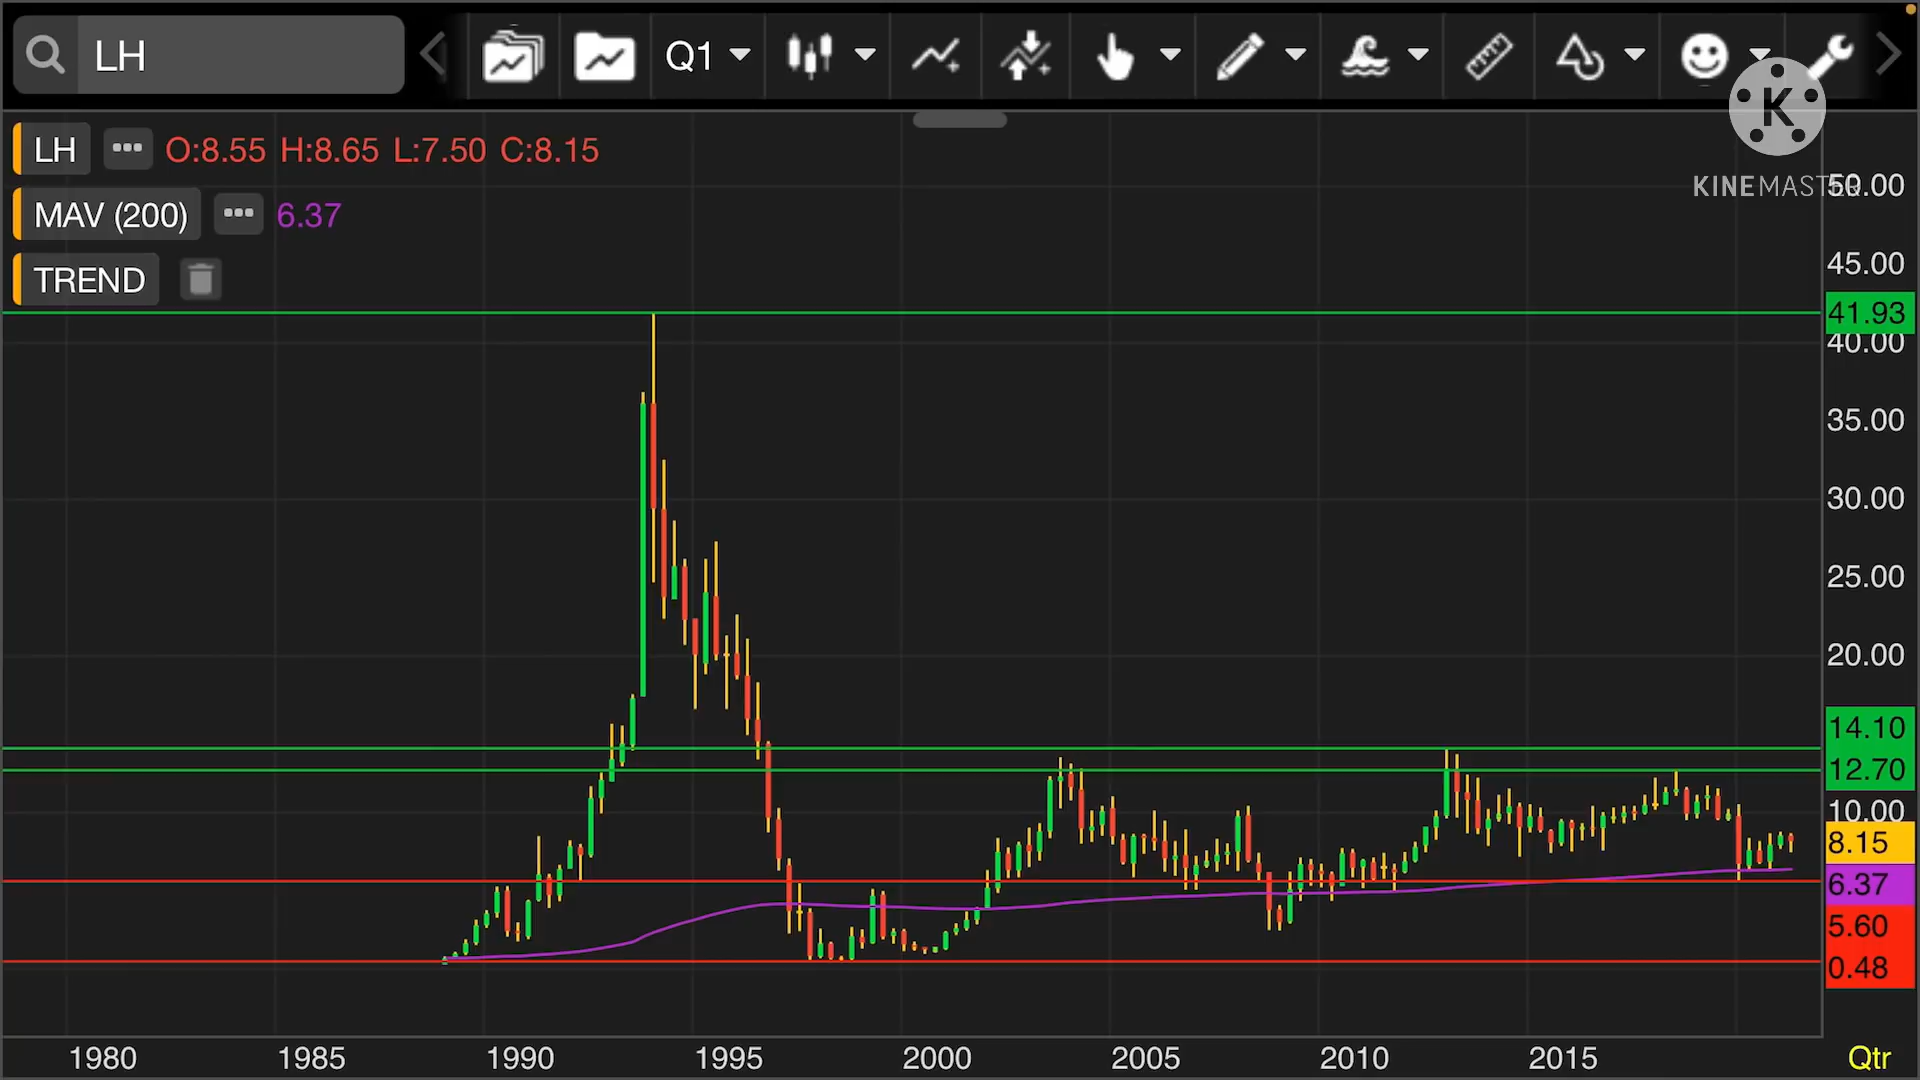 LH
Q1
K
KINEMASTER
LH ••• O:8.55 H:8.65 L:7.50 C:8.15
MAV (200) ••• 6.37
TREND
50.00
45.00
41.93
40.00
35.00
30.00
25.00
20.00
14.10
12.70
10.00
8.15
6.37
5.60
0.48
1980 1985 1990 1995 2000 2005 2010 2015 Qtr